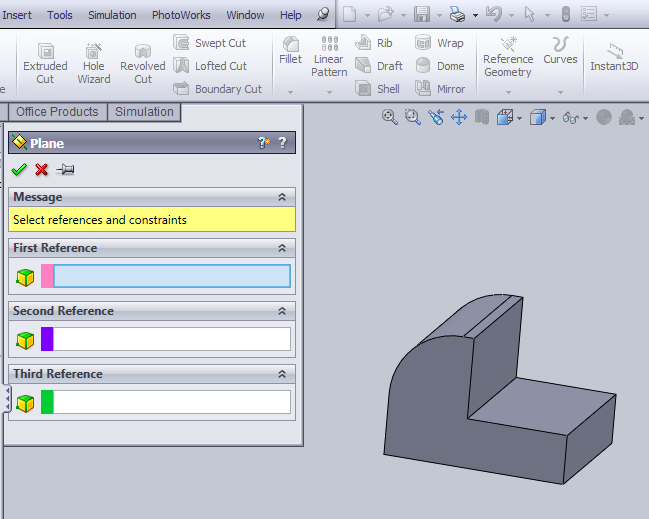 Insert Tools Simulation PhotoWorks Window Help
Extruded Cut
Hole Wizard
Revolved Cut
Swept Cut
Lofted Cut
Boundary Cut
Fillet
Linear Pattern
Rib
Draft
Shell
Wrap
Dome
Mirror
Reference Geometry
Curves
Instant3D
Office Products Simulation
Plane ? ?
Message
Select references and constraints
First Reference
Second Reference
Third Reference